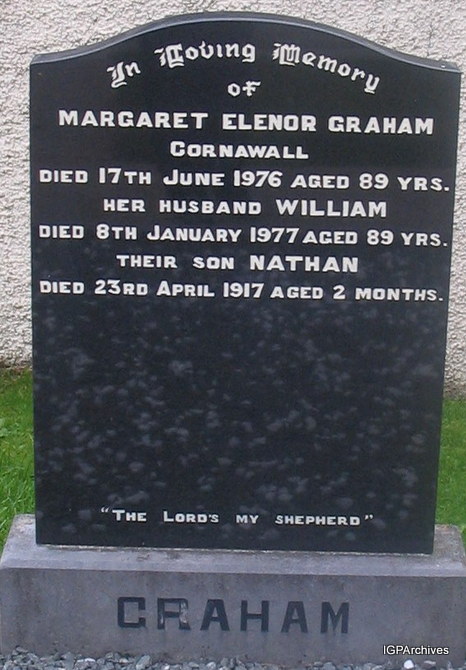 In Loving Memory
of
MARGARET ELENOR GRAHAM
CORNAWALL
DIED 17TH JUNE 1976 AGED 89 YRS.
HER HUSBAND WILLIAM
DIED 8TH JANUARY 1977 AGED 89 YRS.
THEIR SON NATHAN
DIED 23RD APRIL 1917 AGED 2 MONTHS.
"THE LORD'S MY SHEPHERD"
GRAHAM
IGPArchives